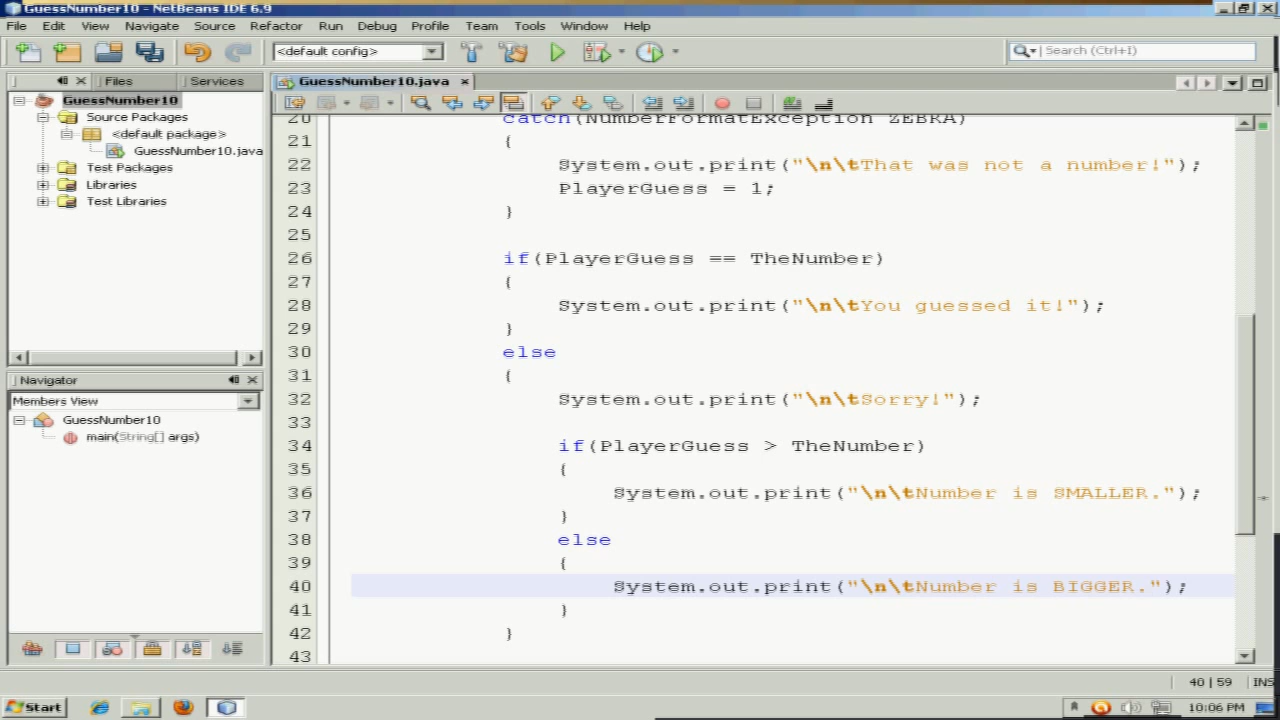 GuessNumber10 - NetBeans IDE 6.9
File Edit View Navigate Source Refactor Run Debug Profile Team Tools Window Help
<default config> Search (Ctrl+I)
Files Services
GuessNumber10.java
GuessNumber10
Source Packages
<default package>
GuessNumber10.java
Test Packages
Libraries
Test Libraries
Navigator
Members View
GuessNumber10
main(String[] args)
20 catch(NumberFormatException ZEBRA)
21 {
22 System.out.print("\n\tThat was not a number!");
23 PlayerGuess = 1;
24 }
25
26 if(PlayerGuess == TheNumber)
27 {
28 System.out.print("\n\tYou guessed it!");
29 }
30 else
31 {
32 System.out.print("\n\tSorry!");
33
34 if(PlayerGuess > TheNumber)
35 {
36 System.out.print("\n\tNumber is SMALLER.");
37 }
38 else
39 {
40 System.out.print("\n\tNumber is BIGGER.");
41 }
42 }
43
40 | 59 INS
Start 10:06 PM